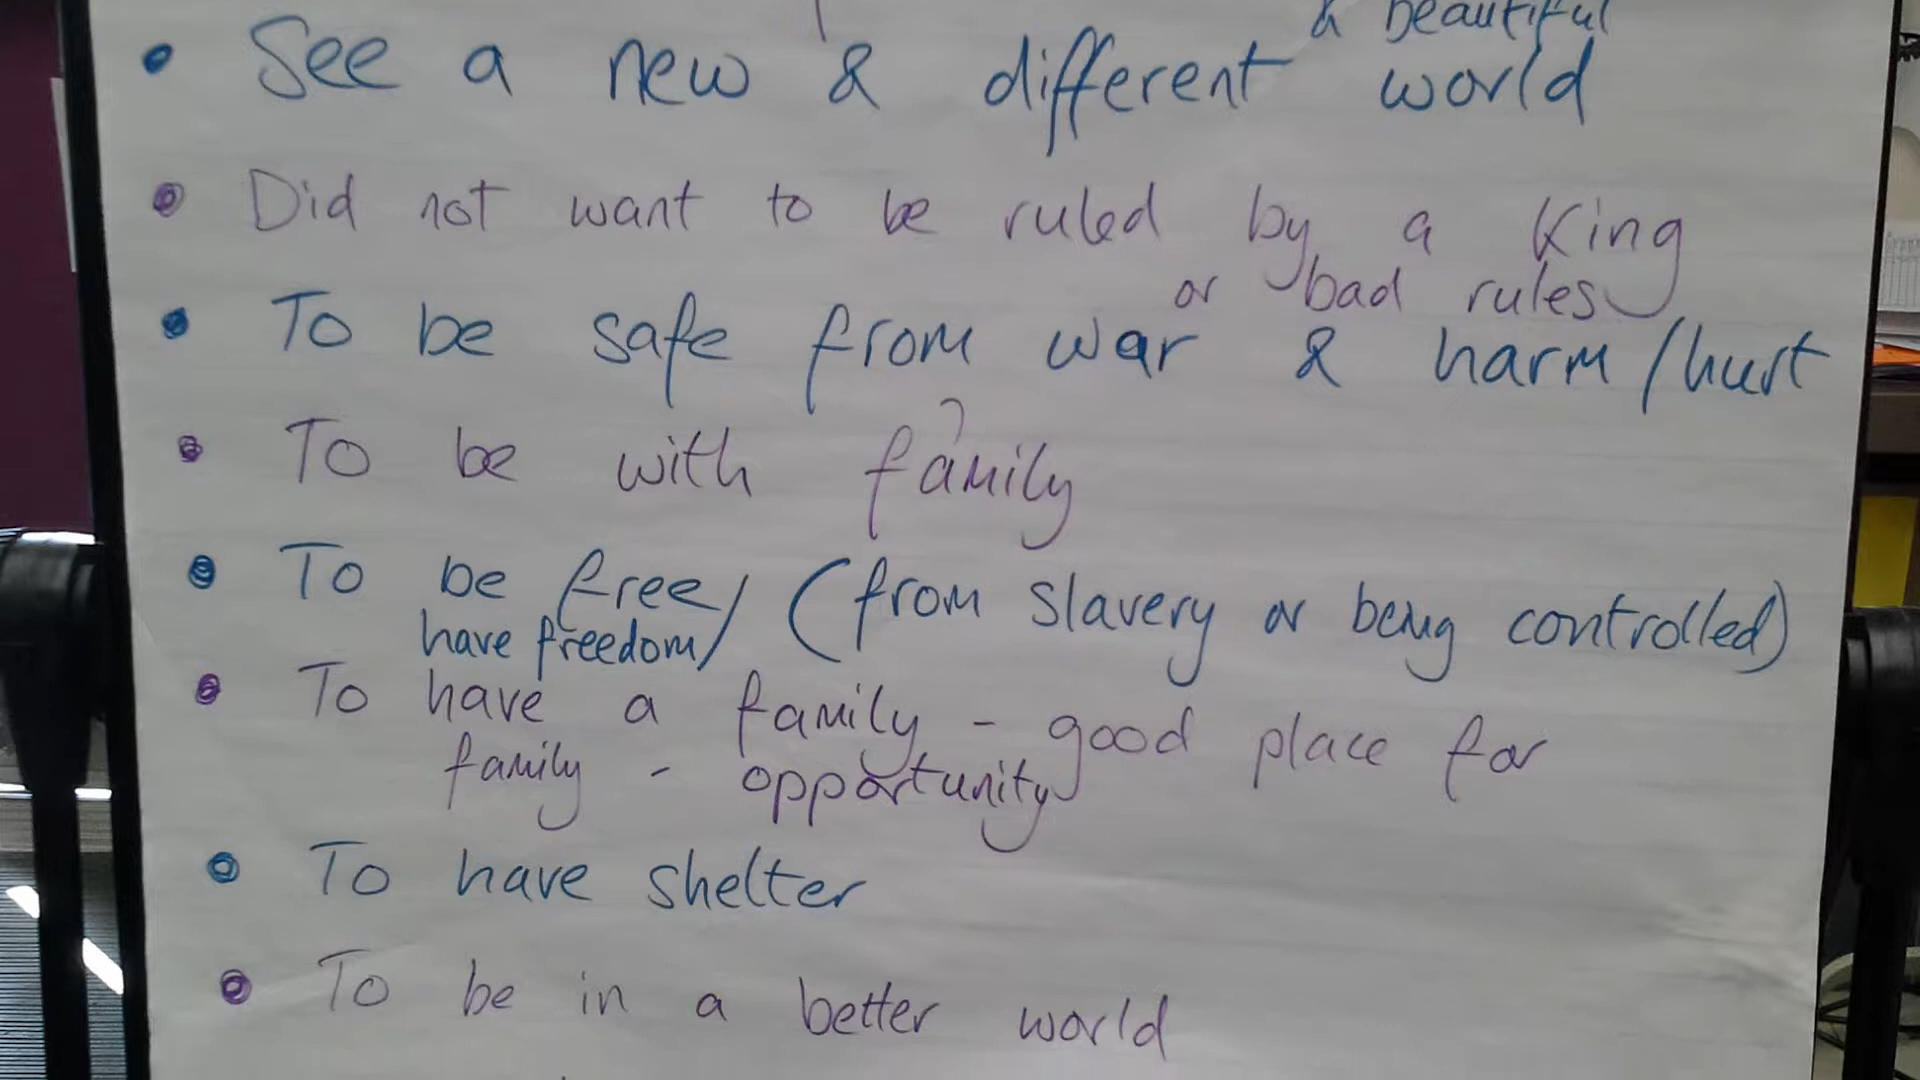 & beautiful
• See a new & different world
• Did not want to be ruled by a King
or bad rules
• To be safe from war & harm/hurt
• To be with family
• To be free/ (from slavery or being controlled)
have freedom/
• To have a family - good place for
family - opportunity
• To have shelter
• To be in a better world